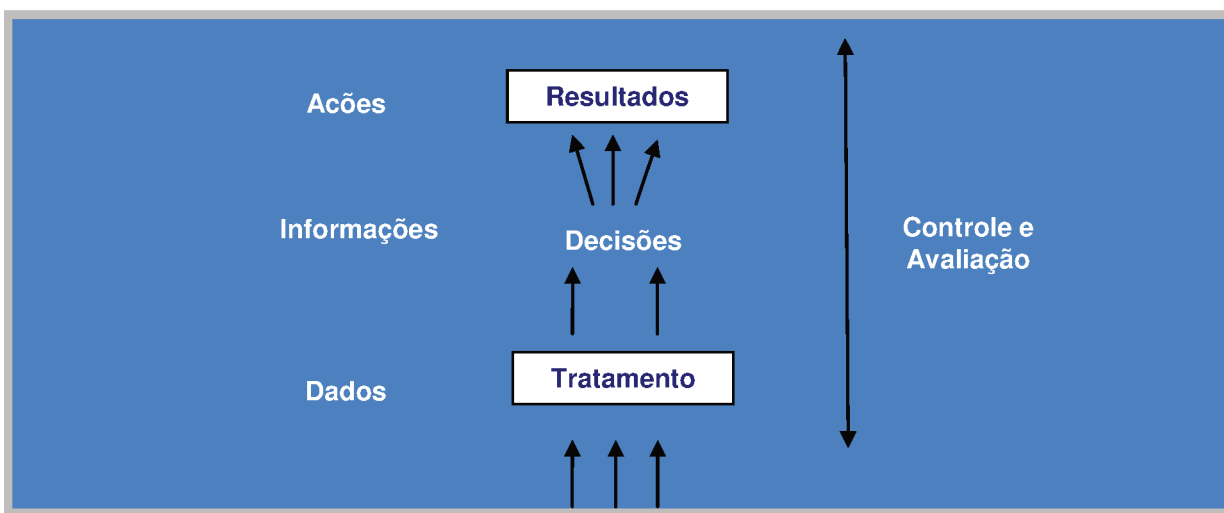 Acões
Resultados
Informações
Decisões
Controle e
Avaliação
Dados
Tratamento